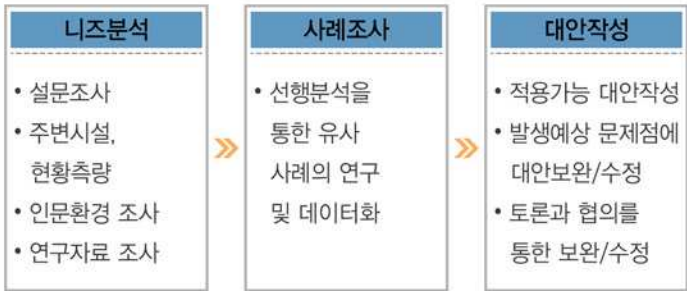 니즈분석
• 설문조사
• 주변시설,
현황측량
• 인문환경 조사
• 연구자료 조사
사례조사
• 선행분석을
통한 유사
사례의 연구
및 데이터화
대안작성
• 적용가능 대안작성
• 발생예상 문제점에
대안보완/수정
• 토론과 협의를
통한 보완/수정